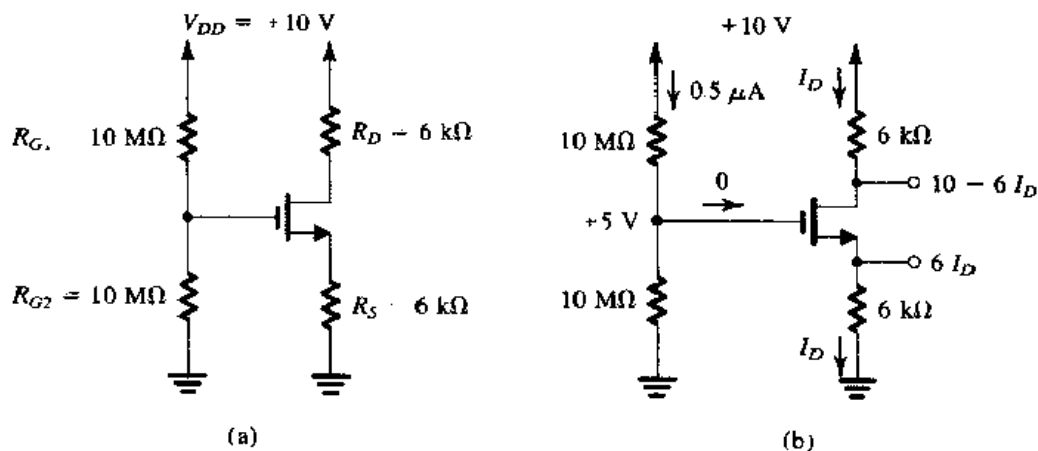 V_DD = +10 V
R_G. 10 MΩ
R_D − 6 kΩ
R_G2 = 10 MΩ
R_S · 6 kΩ
(a)
+10 V
0.5 μA
I_D
10 MΩ
6 kΩ
0
10 − 6 I_D
+5 V
6 I_D
10 MΩ
6 kΩ
I_D
(b)